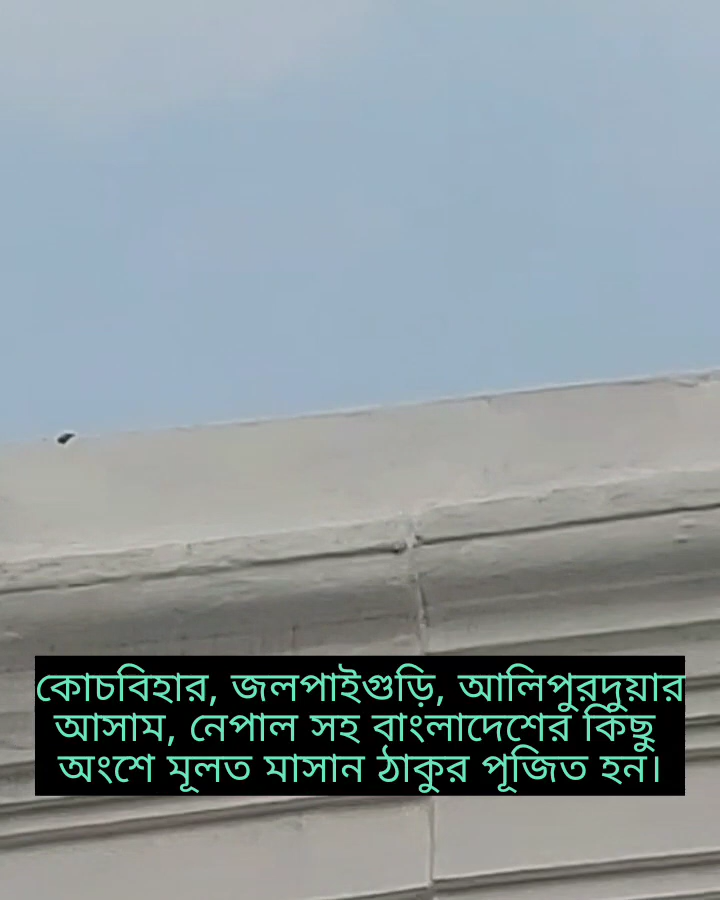 কোচবিহার, জলপাইগুড়ি, আলিপুরদুয়ার
আসাম, নেপাল সহ বাংলাদেশের কিছু
অংশে মূলত মাসান ঠাকুর পূজিত হন।